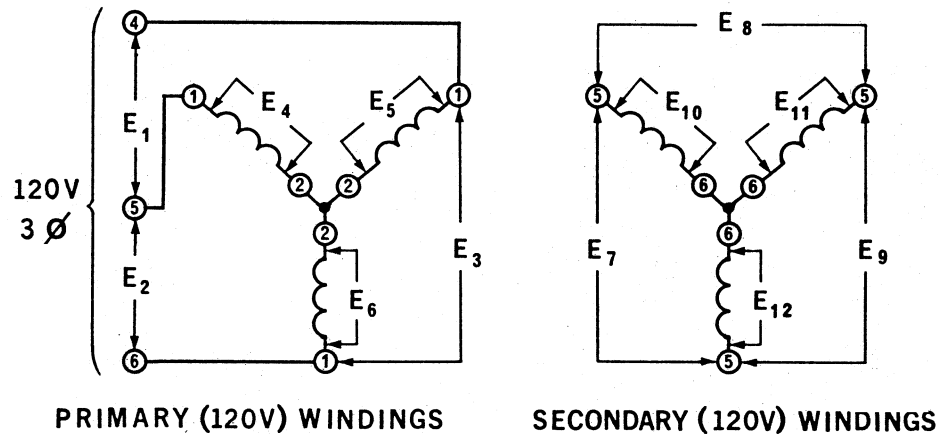 120V
3 Ø
4
5
6
E1
E2
1
1
2
2
2
1
E4
E5
E6
E3
PRIMARY (120V) WINDINGS
E8
5
5
E10
E11
6
6
6
5
E7
E9
E12
SECONDARY (120V) WINDINGS